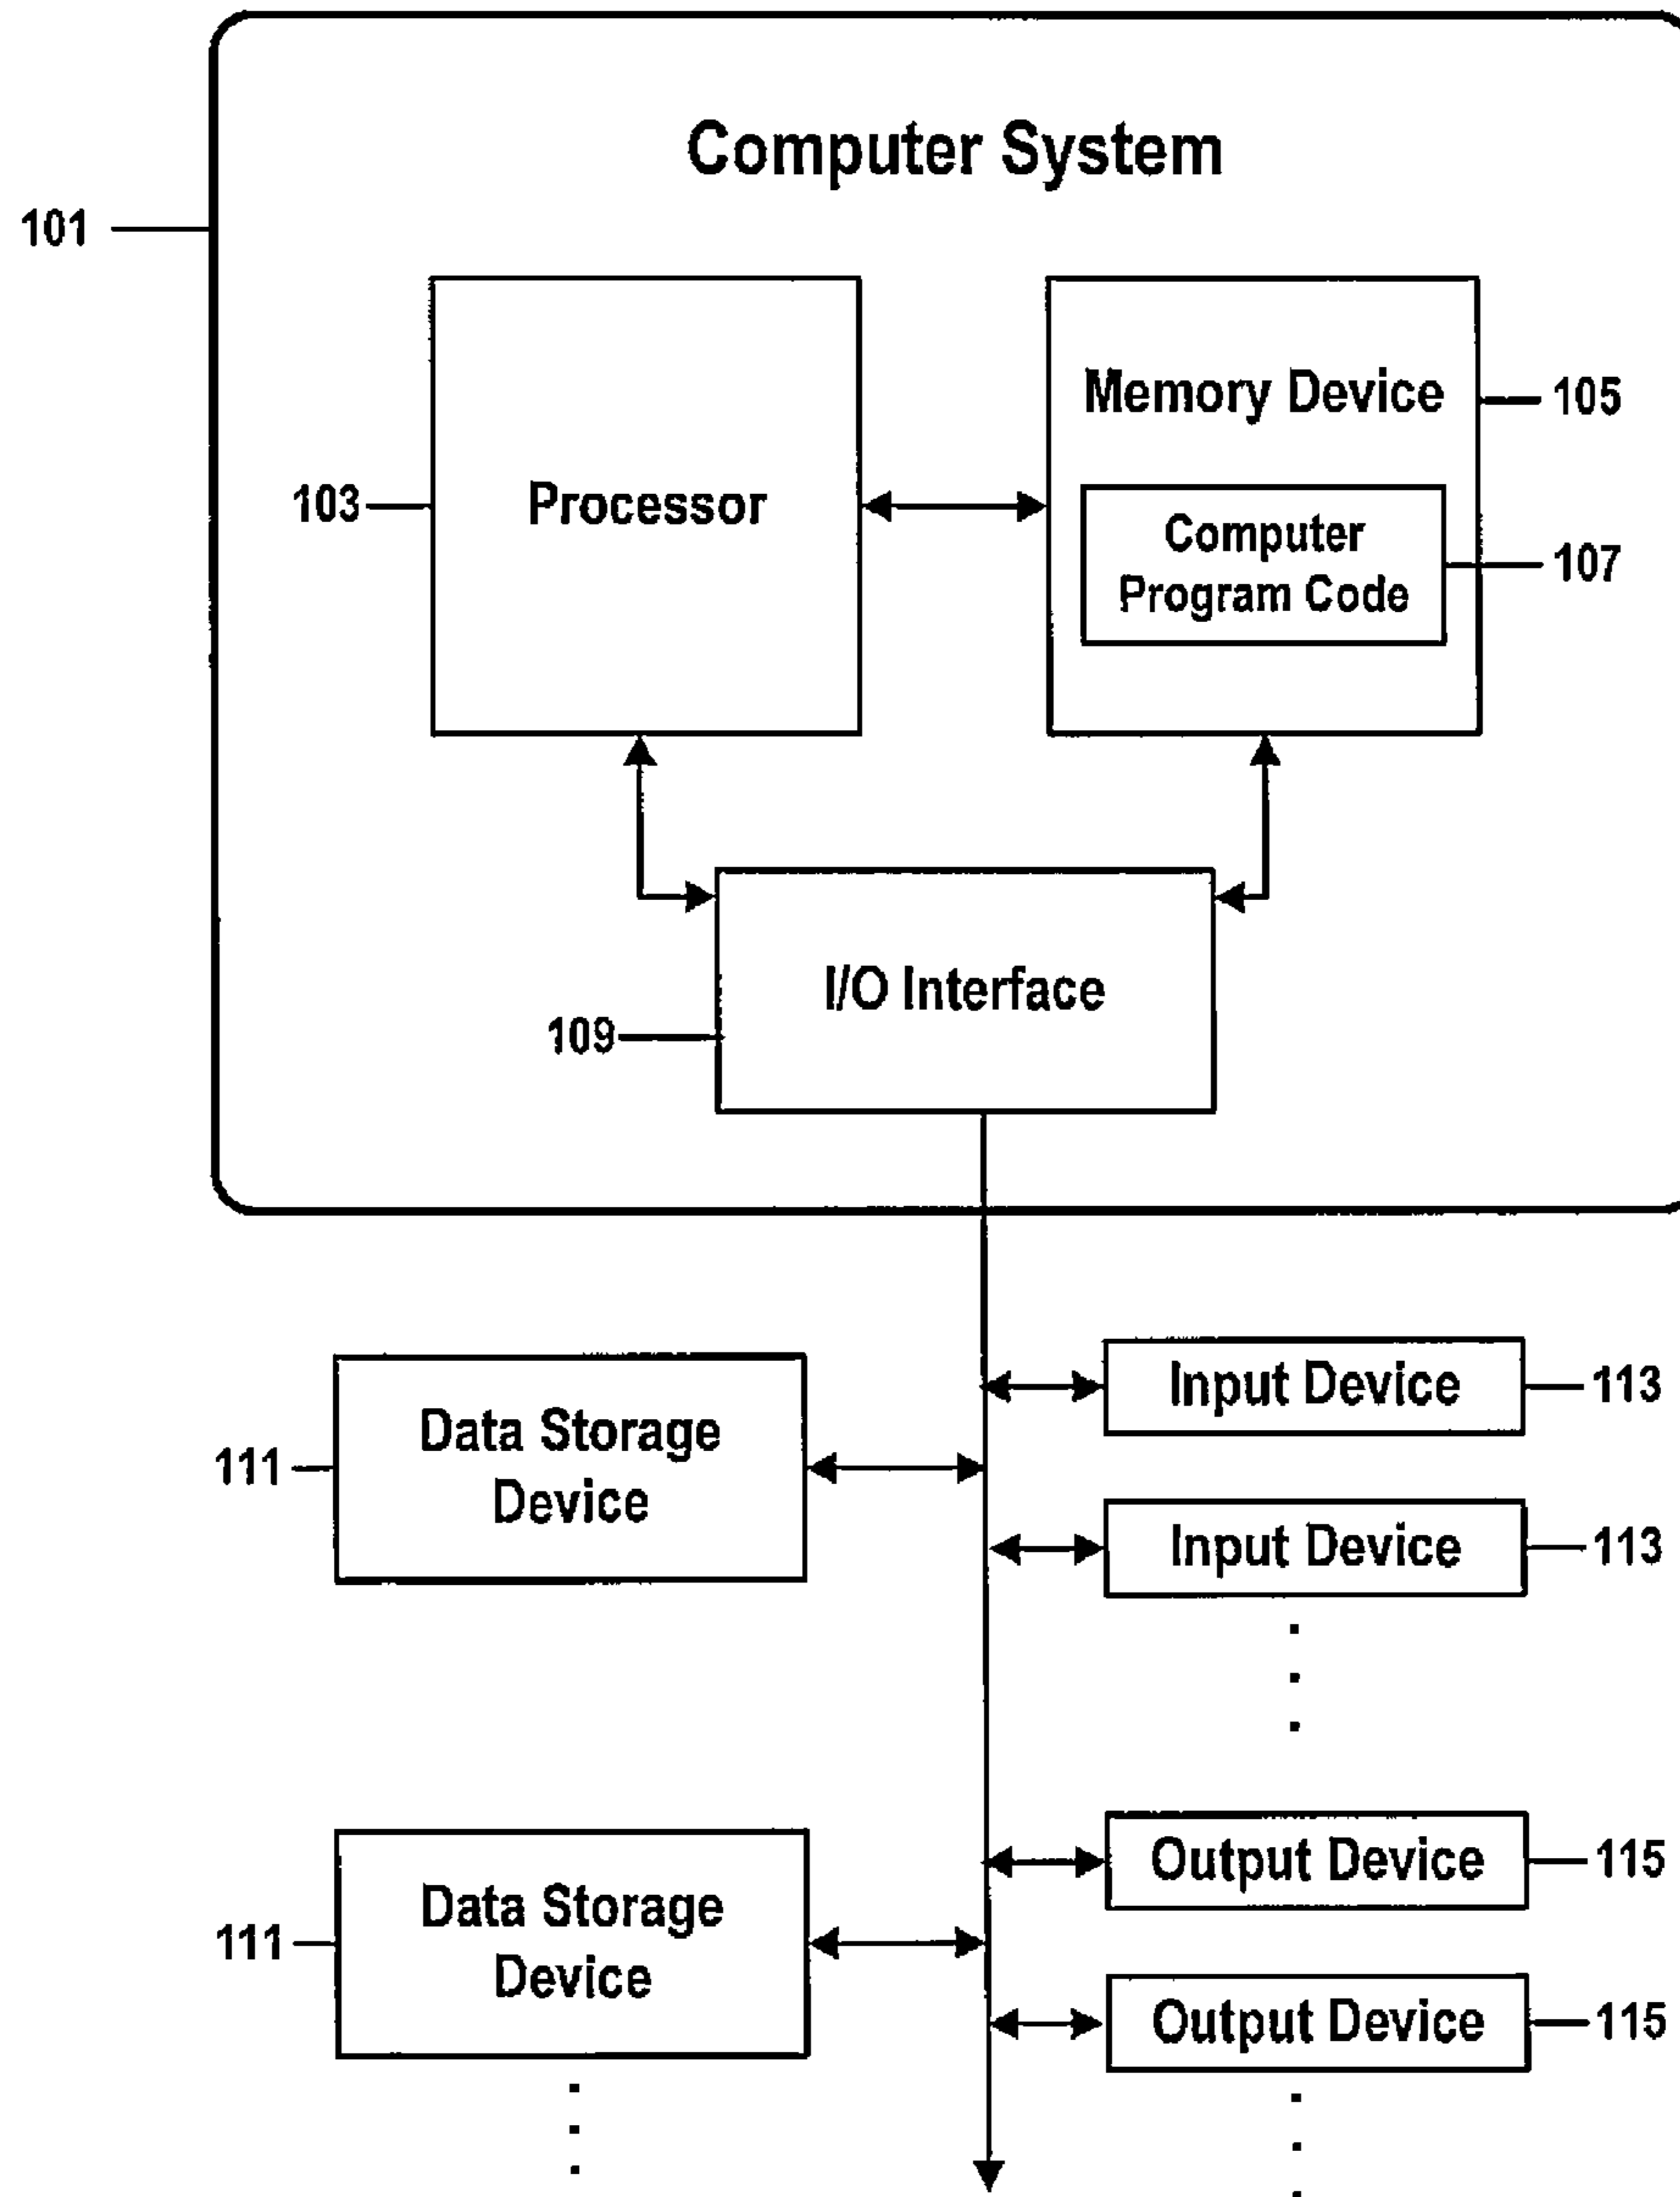 Computer System
101
Processor
103
Memory Device
105
Computer
Program Code
107
I/O Interface
109
Data Storage
Device
111
Input Device
113
Input Device
113
Data Storage
Device
111
Output Device
115
Output Device
115